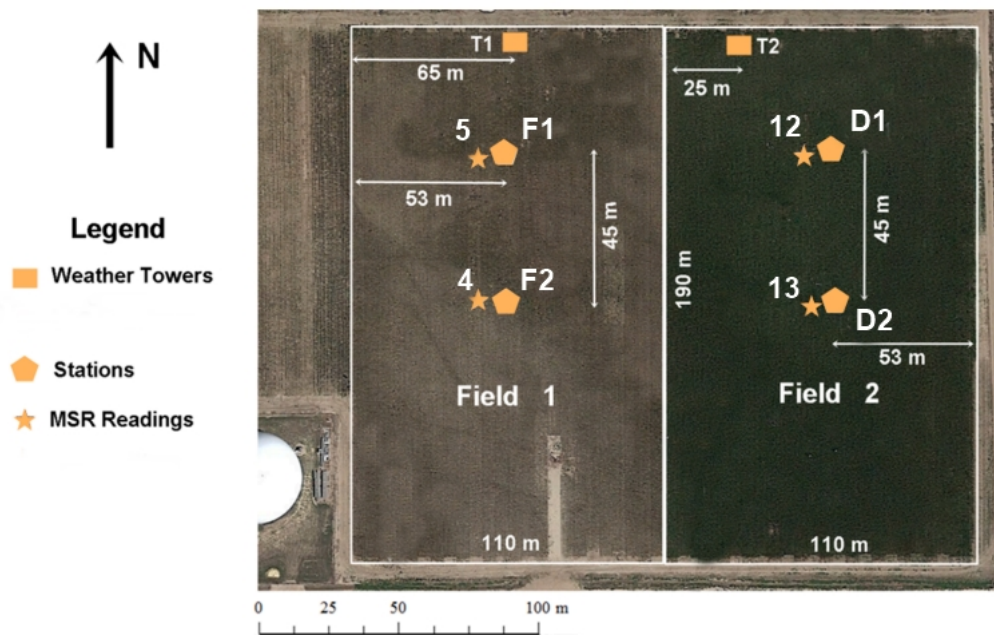 N
T1
T2
65 m
25 m
5
F1
12
D1
53 m
45 m
45 m
Legend
Weather Towers
190 m
4
F2
13
D2
53 m
Stations
MSR Readings
Field 1
Field 2
110 m
110 m
0 25 50 100 m